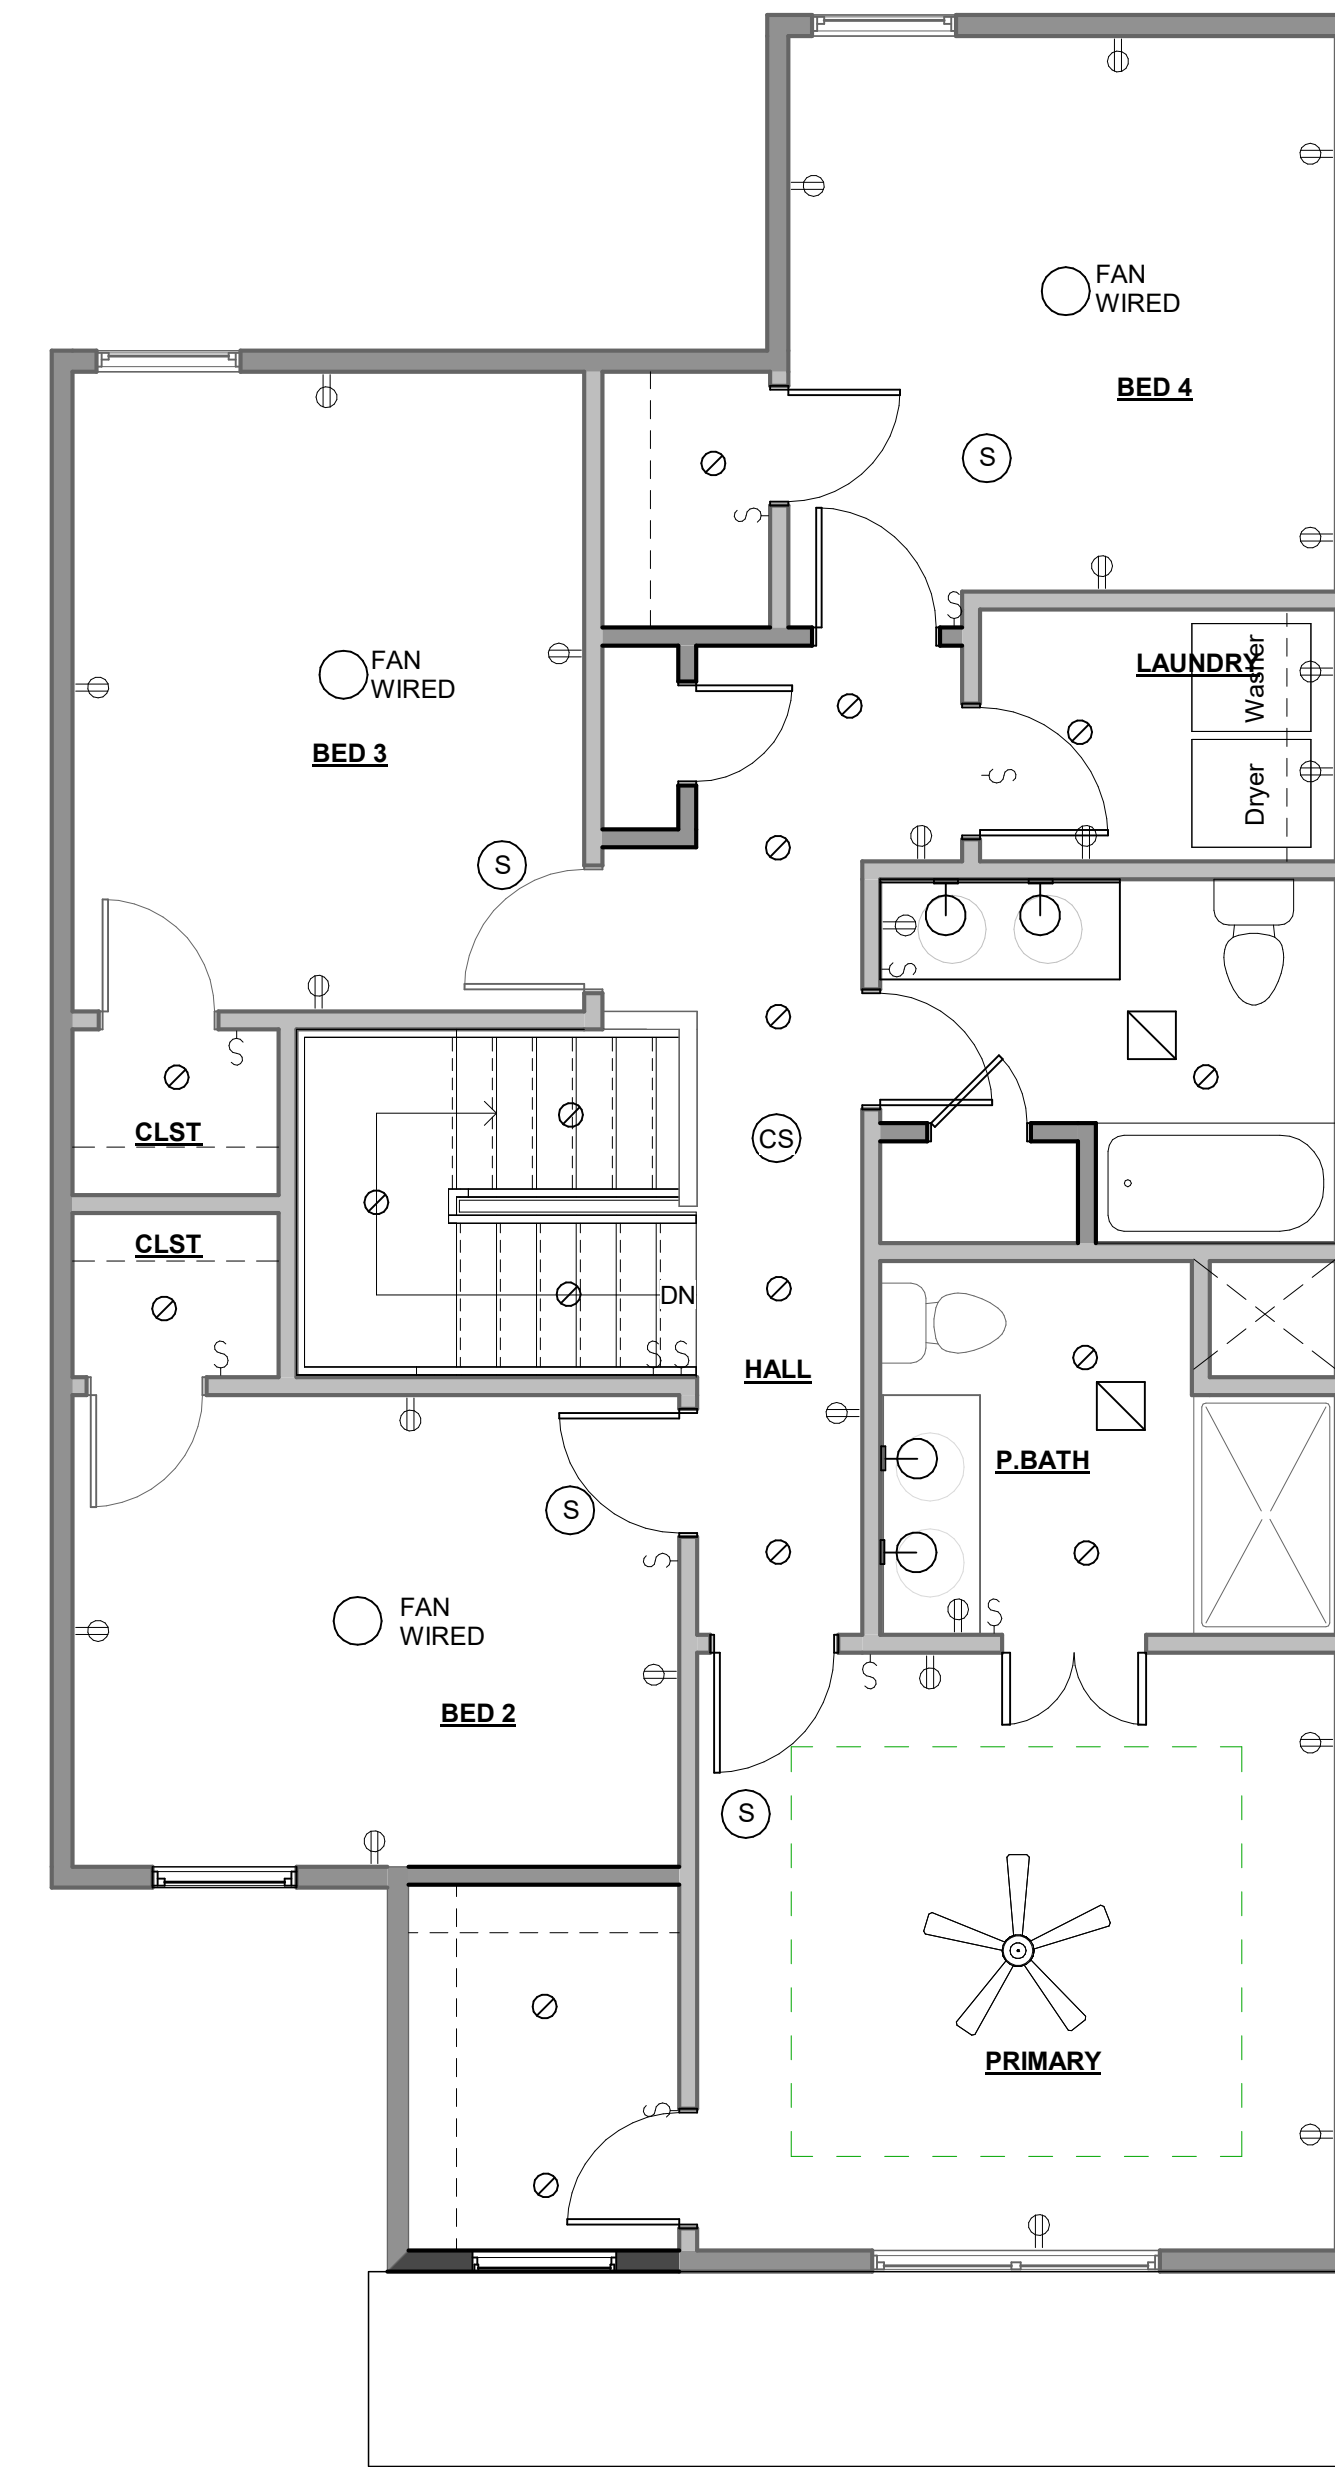 FAN
WIRED
BED 4
S
S
S
FAN
WIRED
LAUNDRY
Washer
BED 3
Dryer
S
S
S
S
CLST
CS
CLST
DN
S
S S
HALL
P.BATH
S
S
FAN
WIRED
S
S
BED 2
S
PRIMARY
S